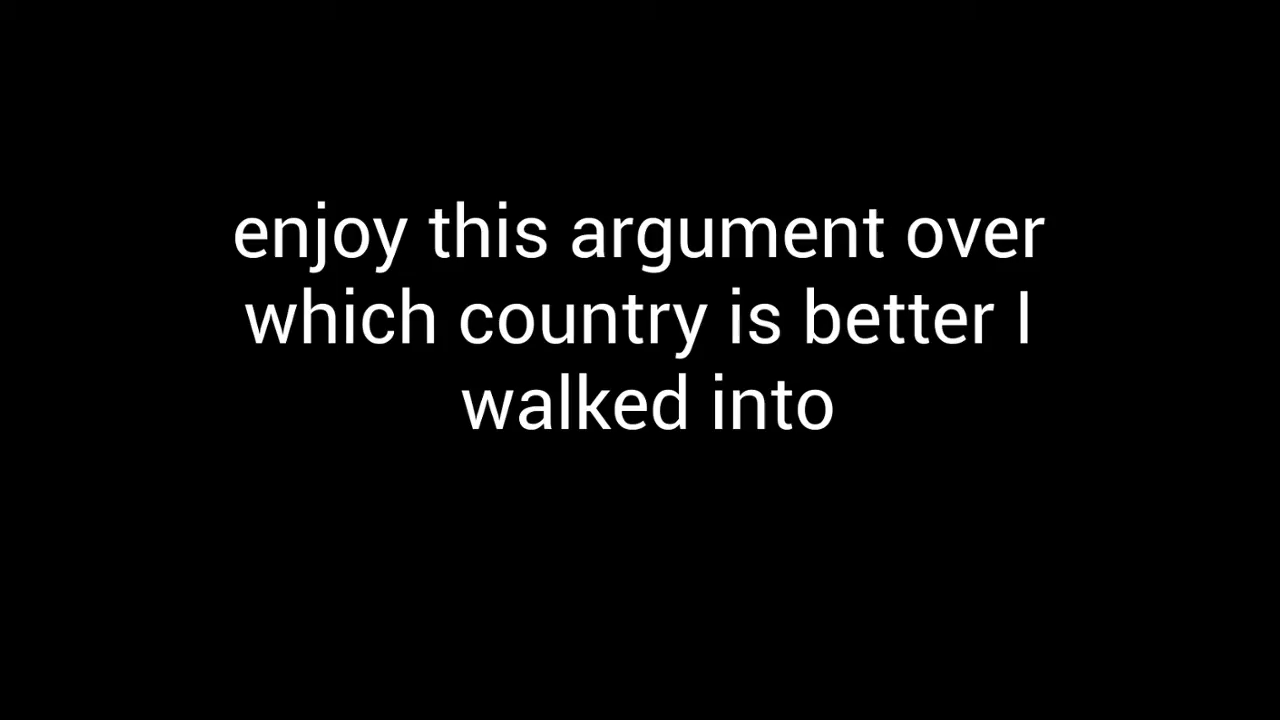 enjoy this argument over
which country is better I
walked into